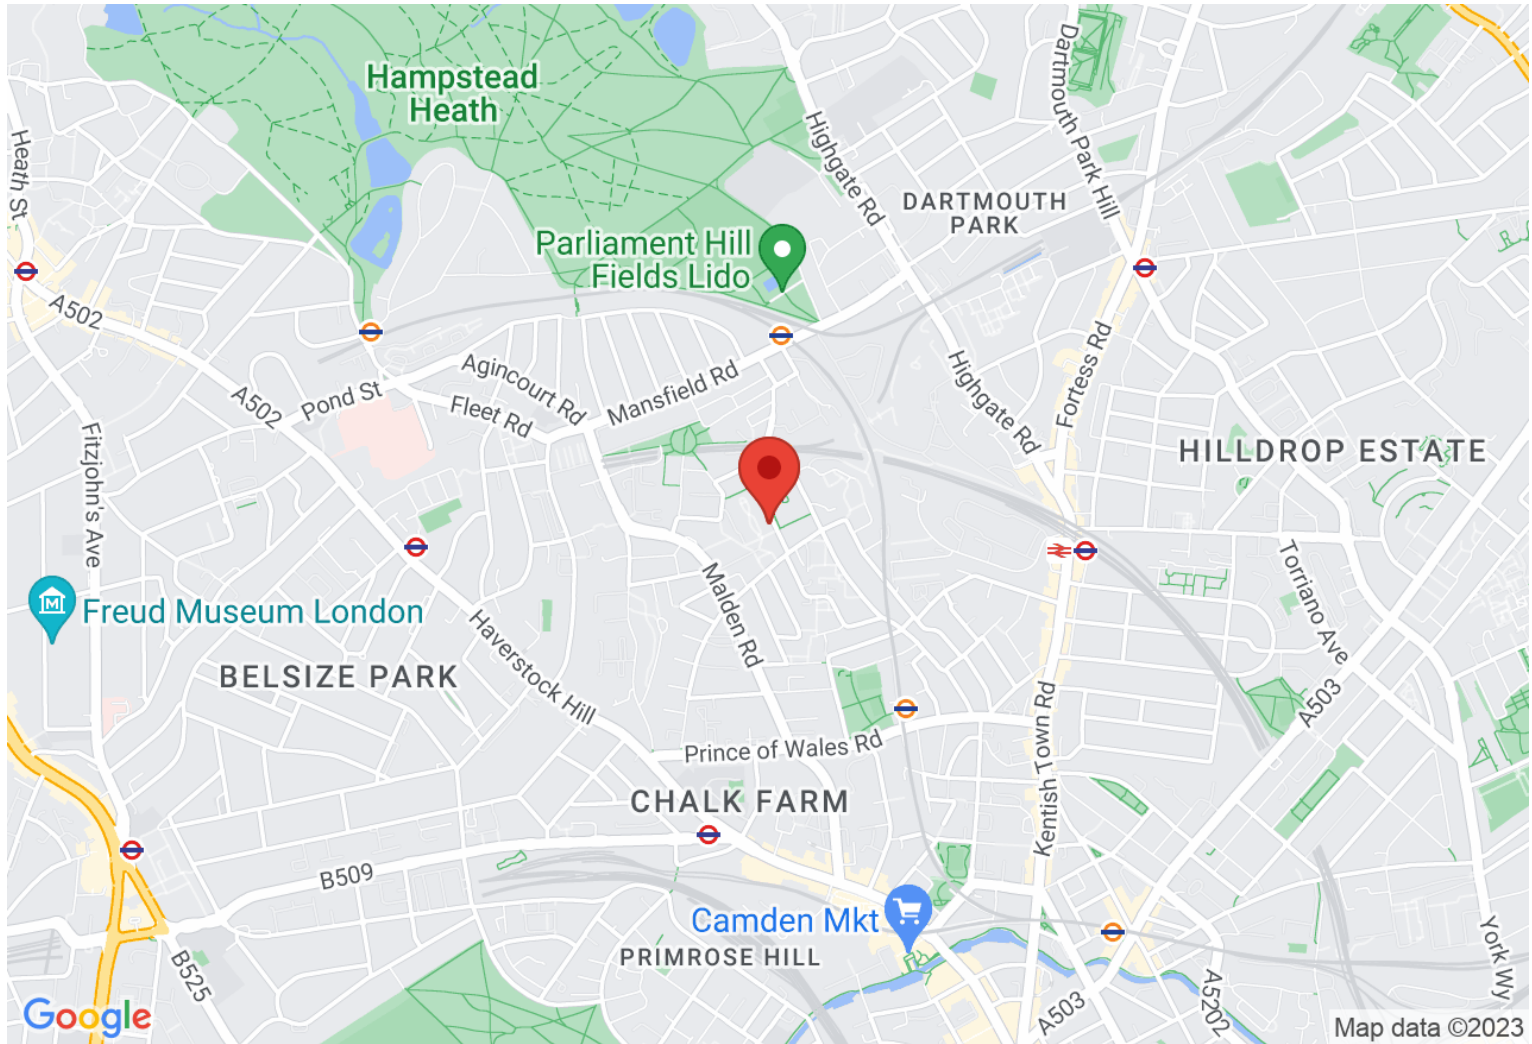 Hampstead
Heath
Dartmouth Park Hill
Highgate Rd
Heath St
DARTMOUTH
PARK
Parliament Hill
Fields Lido
A502
Agincourt Rd
Mansfield Rd
Highgate Rd
Fortess Rd
A502
Pond St
Fleet Rd
HILLDROP ESTATE
Fitzjohn's Ave
Torriano Ave
M
Freud Museum London
Malden Rd
Haverstock Hill
BELSIZE PARK
A503
Prince of Wales Rd
Kentish Town Rd
CHALK FARM
B509
Camden Mkt
PRIMROSE HILL
York Wy
B525
A5202
A503
Google
Map data ©2023